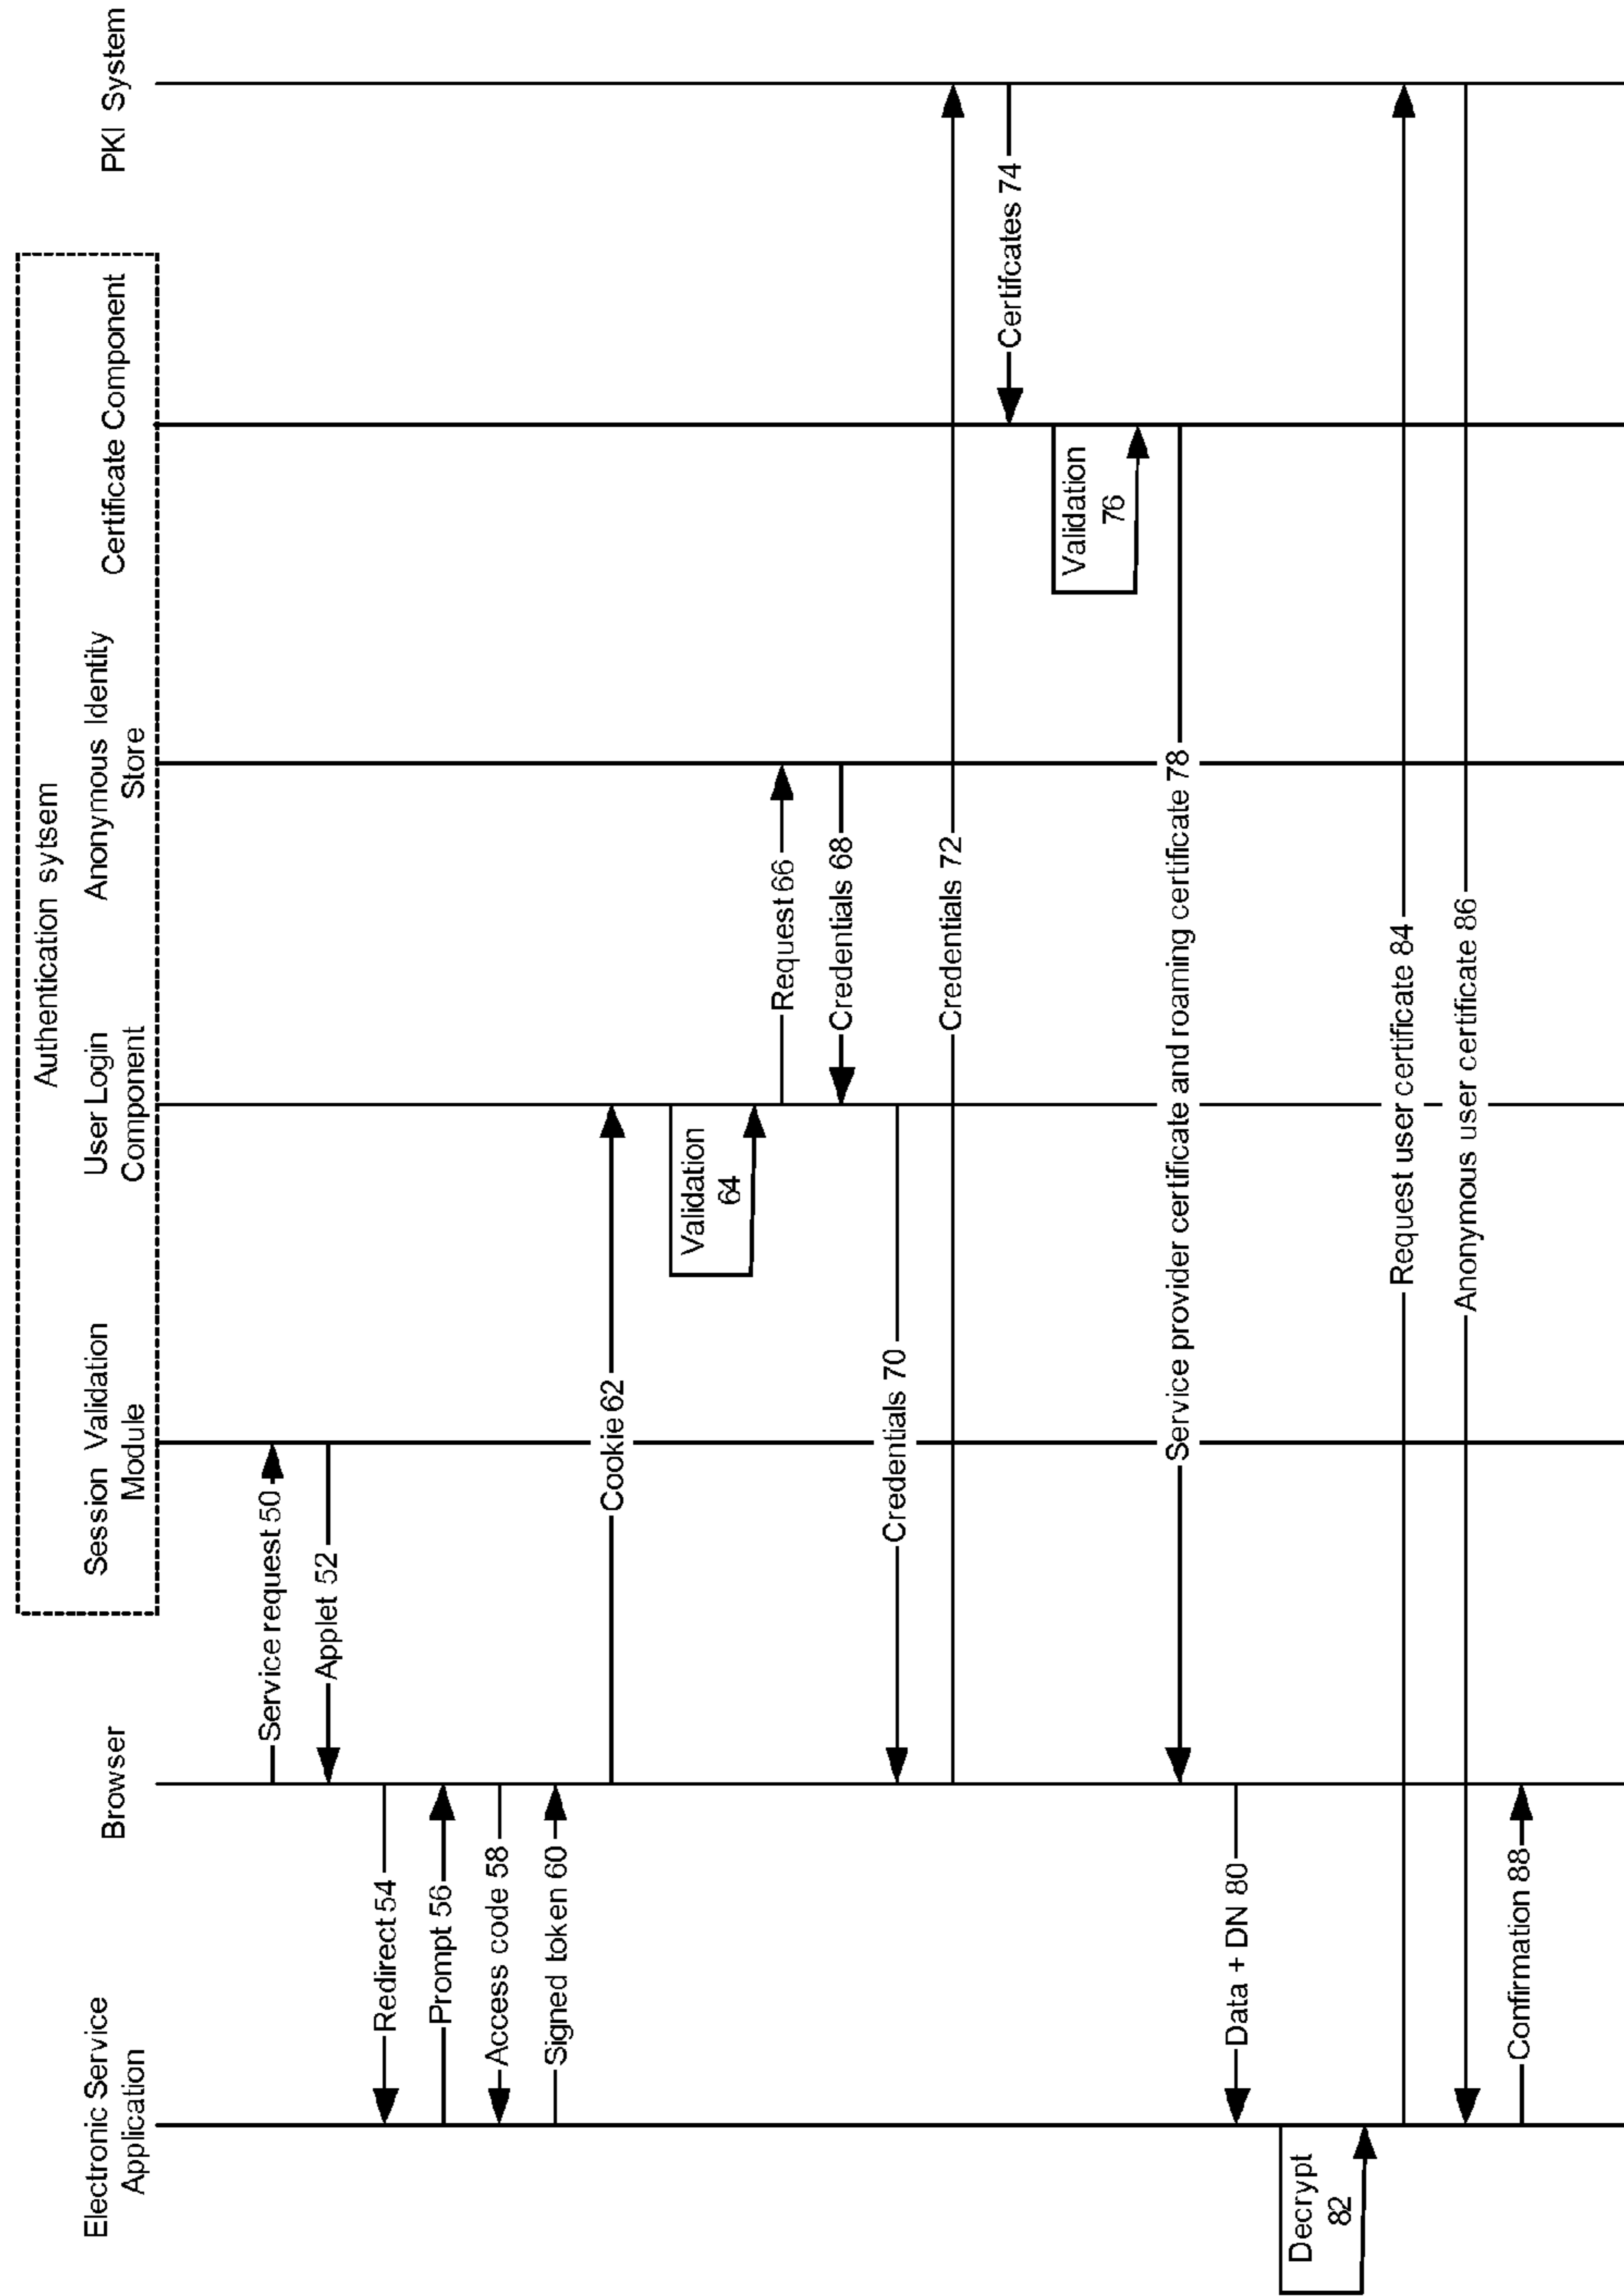 Authentication sytsem
Electronic Service
Application
Browser
Session Validation
Module
User Login
Component
Anonymous Identity
Store
Certificate Component
PKI System
Service request 50
Applet 52
Redirect 54
Prompt 56
Access code 58
Signed token 60
Cookie 62
Validation
64
Request 66
Credentials 68
Credentials 70
Credentials 72
Certifcates 74
Validation
76
Service provider certificate and roaming certificate 78
Data + DN 80
Decrypt
82
Request user certificate 84
Anonymous user certificate 86
Confirmation 88